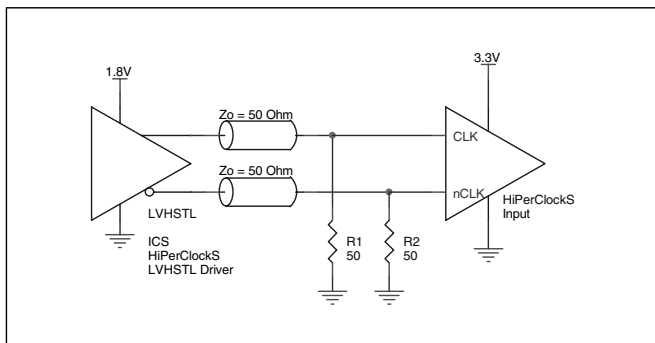 1.8V
3.3V
Zo = 50 Ohm
CLK
Zo = 50 Ohm
nCLK
HiPerClockS
Input
LVHSTL
ICS
HiPerClockS
LVHSTL Driver
R1
50
R2
50